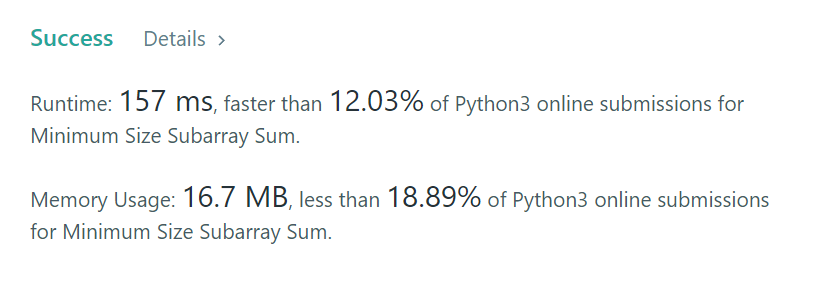 Success Details >
Runtime: 157 ms, faster than 12.03% of Python3 online submissions for
Minimum Size Subarray Sum.
Memory Usage: 16.7 MB, less than 18.89% of Python3 online submissions
for Minimum Size Subarray Sum.